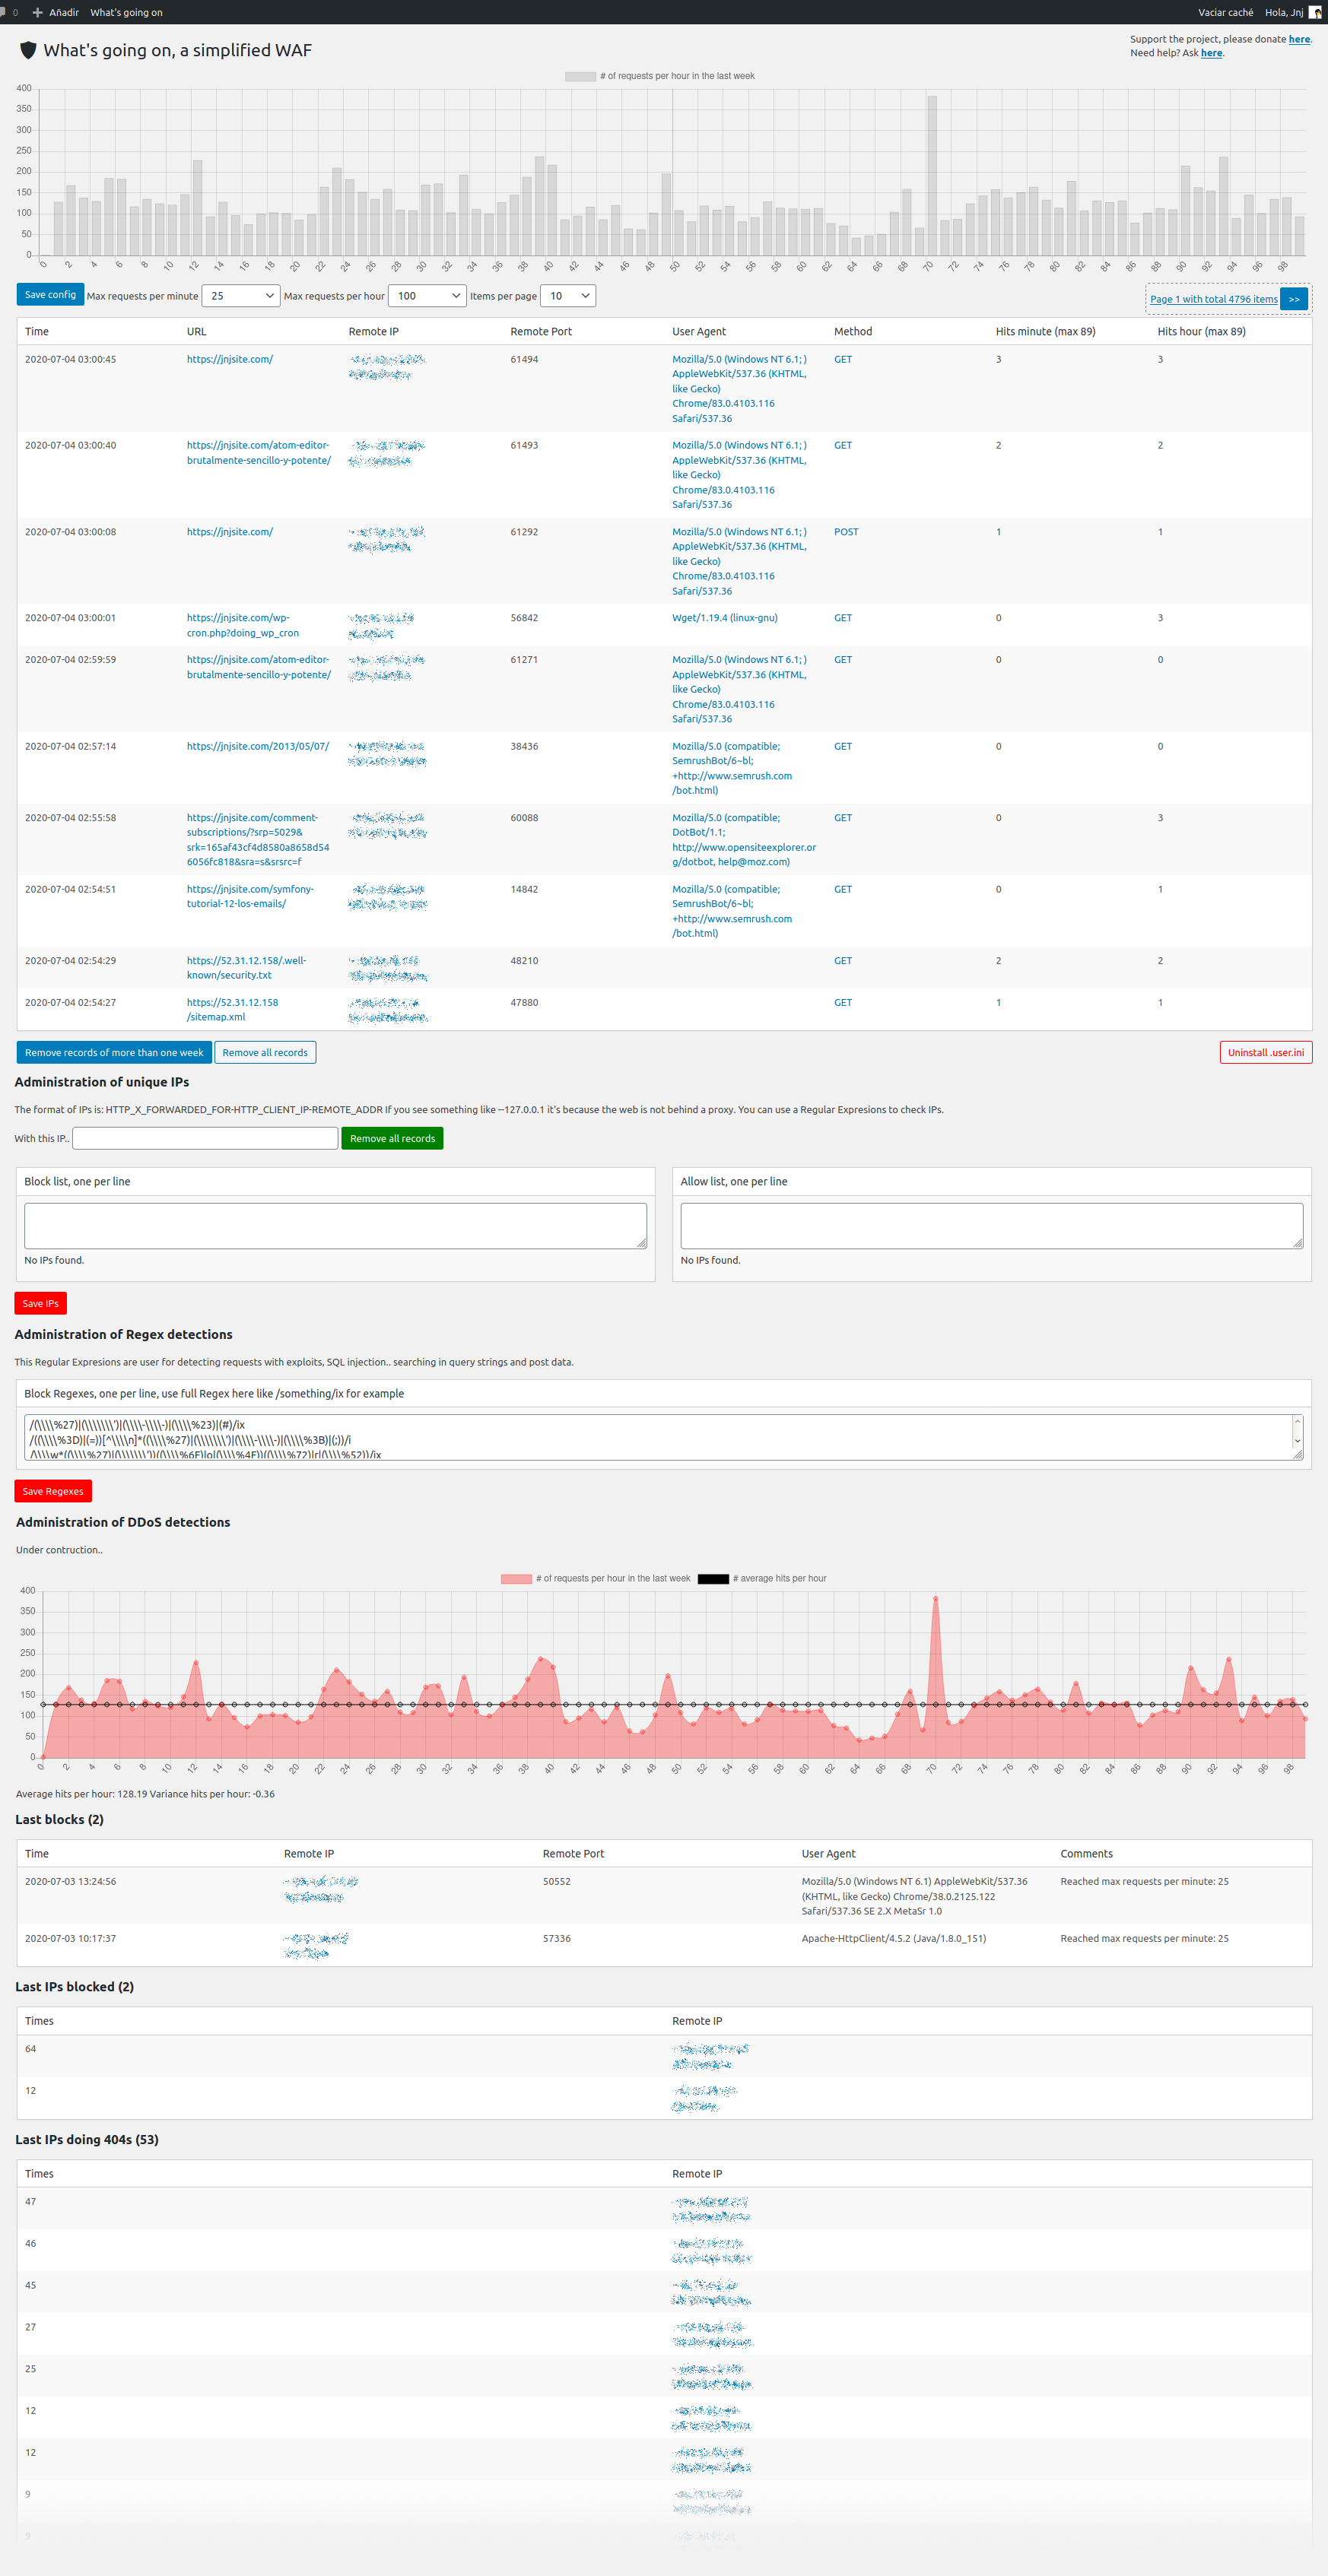 0 Añadir What's going on Vaciar caché Hola, Jnj
What's going on, a simplified WAF
Support the project, please donate here.
Need help? Ask here.
# of requests per hour in the last week
400
350
300
250
200
150
100
50
0
0 2 4 6 8 10 12 14 16 18 20 22 24 26 28 30 32 34 36 38 40 42 44 46 48 50 52 54 56 58 60 62 64 66 68 70 72 74 76 78 80 82 84 86 88 90 92 94 96 98
Save config Max requests per minute 25 Max requests per hour 100 Items per page 10 Page 1 with total 4796 items >>
Time URL Remote IP Remote Port User Agent Method Hits minute (max 89) Hits hour (max 89)
2020-07-04 03:00:45 https://jnjsite.com/ 61494 Mozilla/5.0 (Windows NT 6.1; ) GET 3 3
AppleWebKit/537.36 (KHTML,
like Gecko)
Chrome/83.0.4103.116
Safari/537.36
2020-07-04 03:00:40 https://jnjsite.com/atom-editor- 61493 Mozilla/5.0 (Windows NT 6.1; ) GET 2 2
brutalmente-sencillo-y-potente/ AppleWebKit/537.36 (KHTML,
like Gecko)
Chrome/83.0.4103.116
Safari/537.36
2020-07-04 03:00:08 https://jnjsite.com/ 61292 Mozilla/5.0 (Windows NT 6.1; ) POST 1 1
AppleWebKit/537.36 (KHTML,
like Gecko)
Chrome/83.0.4103.116
Safari/537.36
2020-07-04 03:00:01 https://jnjsite.com/wp- 56842 Wget/1.19.4 (linux-gnu) GET 0 3
cron.php?doing_wp_cron
2020-07-04 02:59:59 https://jnjsite.com/atom-editor- 61271 Mozilla/5.0 (Windows NT 6.1; ) GET 0 0
brutalmente-sencillo-y-potente/ AppleWebKit/537.36 (KHTML,
like Gecko)
Chrome/83.0.4103.116
Safari/537.36
2020-07-04 02:57:14 https://jnjsite.com/2013/05/07/ 38436 Mozilla/5.0 (compatible; GET 0 0
SemrushBot/6~bl;
+http://www.semrush.com
/bot.html)
2020-07-04 02:55:58 https://jnjsite.com/comment- 60088 Mozilla/5.0 (compatible; GET 0 3
subscriptions/?srp=5029& DotBot/1.1;
srk=165af43cf4d8580a8658d54 http://www.opensiteexplorer.or
6056fc818&sra=s&srsrc=f g/dotbot, help@moz.com)
2020-07-04 02:54:51 https://jnjsite.com/symfony- 14842 Mozilla/5.0 (compatible; GET 0 1
tutorial-12-los-emails/ SemrushBot/6~bl;
+http://www.semrush.com
/bot.html)
2020-07-04 02:54:29 https://52.31.12.158/.well- 48210 GET 2 2
known/security.txt
2020-07-04 02:54:27 https://52.31.12.158 47880 GET 1 1
/sitemap.xml
Remove records of more than one week Remove all records Uninstall .user.ini
Administration of unique IPs
The format of IPs is: HTTP_X_FORWARDED_FOR-HTTP_CLIENT_IP-REMOTE_ADDR If you see something like --127.0.0.1 it's because the web is not behind a proxy. You can use a Regular Expresions to check IPs.
With this IP.. Remove all records
Block list, one per line Allow list, one per line
No IPs found. No IPs found.
Save IPs
Administration of Regex detections
This Regular Expresions are user for detecting requests with exploits, SQL injection.. searching in query strings and post data.
Block Regexes, one per line, use full Regex here like /something/ix for example
/(\\\\%27)|(\\\\\\\')|(\\\\-\\\\-)|(\\\\%23)|(#)/ix
/((\\\\%3D)|(=))[^\\\\n]*((\\\\%27)|(\\\\\\\')|(\\\\-\\\\-)|(\\\\%3B)|(;))/i
/\\\\w*((\\\\%27)|(\\\\\\\'))((\\\\%6F)|o|(\\\\%4F))((\\\\%72)|r|(\\\\%52))/ix
Save Regexes
Administration of DDoS detections
Under contruction..
# of requests per hour in the last week # average hits per hour
400
350
300
250
200
150
100
50
0
0 2 4 6 8 10 12 14 16 18 20 22 24 26 28 30 32 34 36 38 40 42 44 46 48 50 52 54 56 58 60 62 64 66 68 70 72 74 76 78 80 82 84 86 88 90 92 94 96 98
Average hits per hour: 128.19 Variance hits per hour: -0.36
Last blocks (2)
Time Remote IP Remote Port User Agent Comments
2020-07-03 13:24:56 50552 Mozilla/5.0 (Windows NT 6.1) AppleWebKit/537.36 Reached max requests per minute: 25
(KHTML, like Gecko) Chrome/38.0.2125.122
Safari/537.36 SE 2.X MetaSr 1.0
2020-07-03 10:17:37 57336 Apache-HttpClient/4.5.2 (Java/1.8.0_151) Reached max requests per minute: 25
Last IPs blocked (2)
Times Remote IP
64
12
Last IPs doing 404s (53)
Times Remote IP
47
46
45
27
25
12
12
9
9